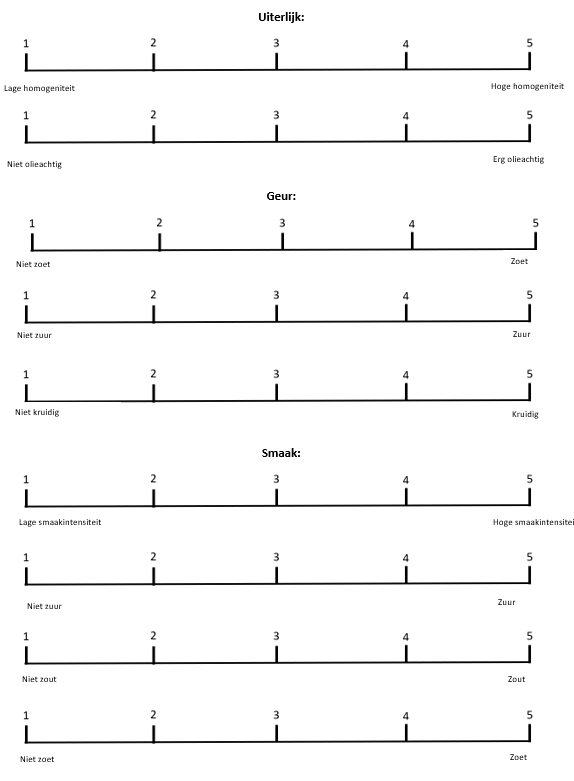 Uiterlijk:
1 2 3 4 5
Lage homogeniteit Hoge homogeniteit
1 2 3 4 5
Niet olieachtig Erg olieachtig
Geur:
1 2 3 4 5
Niet zoet Zoet
1 2 3 4 5
Niet zuur Zuur
1 2 3 4 5
Niet kruidig Kruidig
Smaak:
1 2 3 4 5
Lage smaakintensiteit Hoge smaakintensitei
1 2 3 4 5
Niet zuur Zuur
1 2 3 4 5
Niet zout Zout
1 2 3 4 5
Niet zoet Zoet